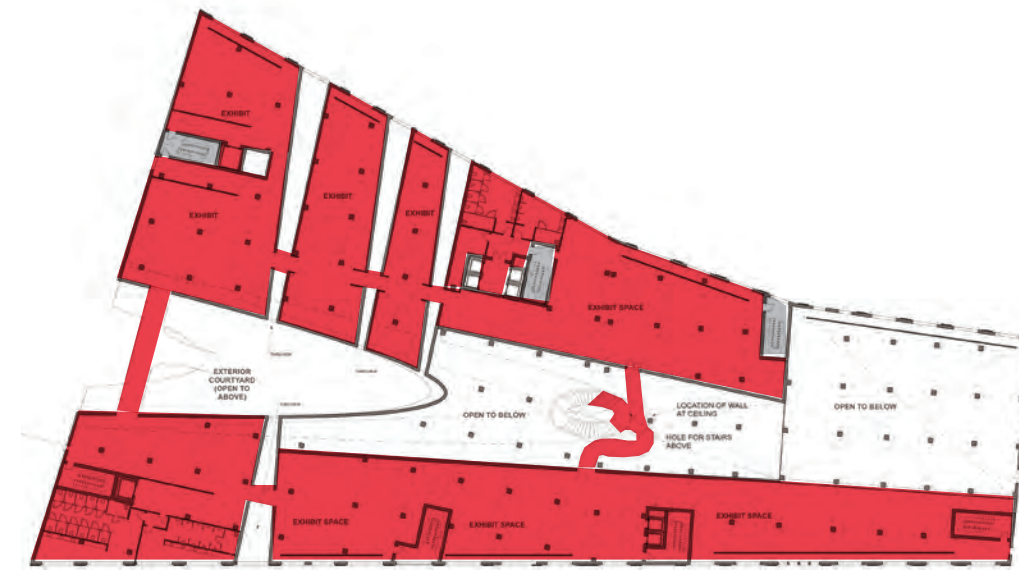 EXHIBIT
EXHIBIT
EXHIBIT
EXHIBIT
EXHIBIT SPACE
EXTERIOR
COURTYARD
(OPEN TO
ABOVE)
OPEN TO BELOW
LOCATION OF WALL
AT CEILING
HOLE FOR STAIRS
ABOVE
OPEN TO BELOW
EXHIBIT SPACE
EXHIBIT SPACE
EXHIBIT SPACE